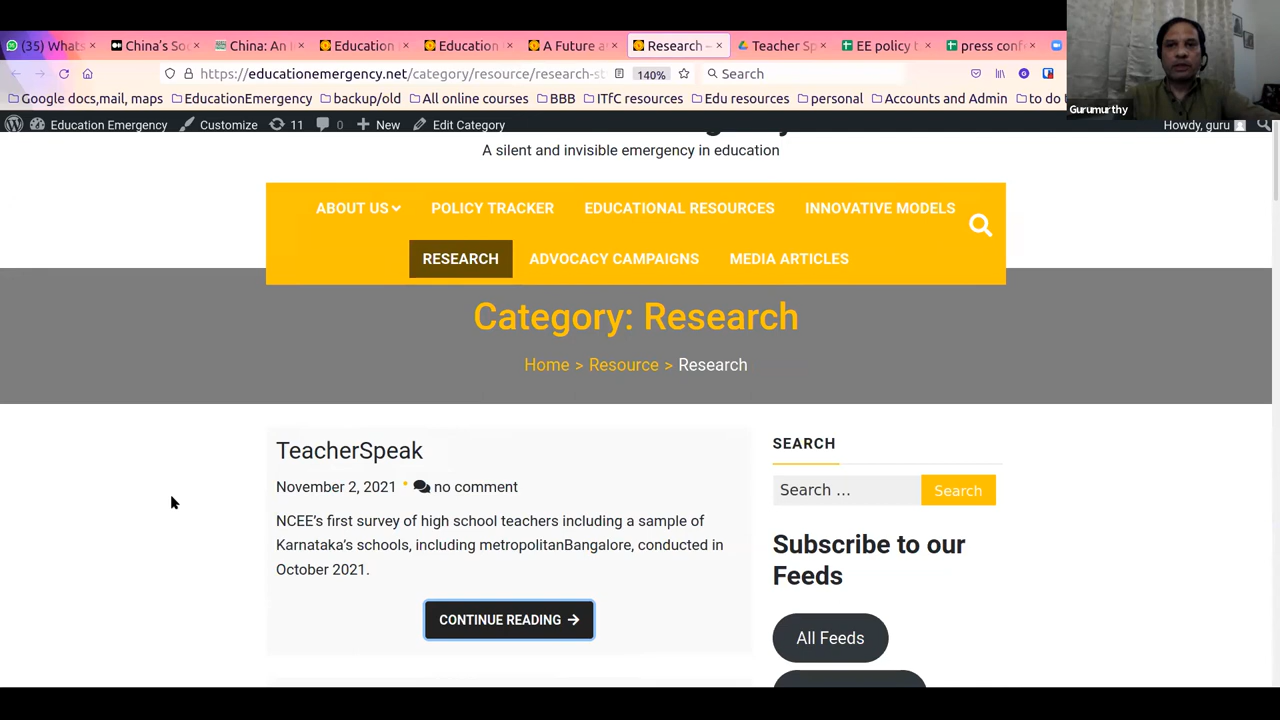 (35) Whats
China's So
China: An i
Education
Education
A Future a
Research –
Teacher Sp
EE policy t
press conf
https://educationemergency.net/category/resource/research-st
140%
Search
Google docs,mail, maps
EducationEmergency
backup/old
All online courses
BBB
ITfC resources
Edu resources
personal
Accounts and Admin
to do
Gurumurthy
Education Emergency
Customize
11
0
New
Edit Category
Howdy, guru
A silent and invisible emergency in education
ABOUT US
POLICY TRACKER
EDUCATIONAL RESOURCES
INNOVATIVE MODELS
RESEARCH
ADVOCACY CAMPAIGNS
MEDIA ARTICLES
Category: Research
Home > Resource > Research
TeacherSpeak
November 2, 2021 no comment
NCEE’s first survey of high school teachers including a sample of
Karnataka’s schools, including metropolitanBangalore, conducted in
October 2021.
CONTINUE READING
SEARCH
Search …
Search
Subscribe to our
Feeds
All Feeds